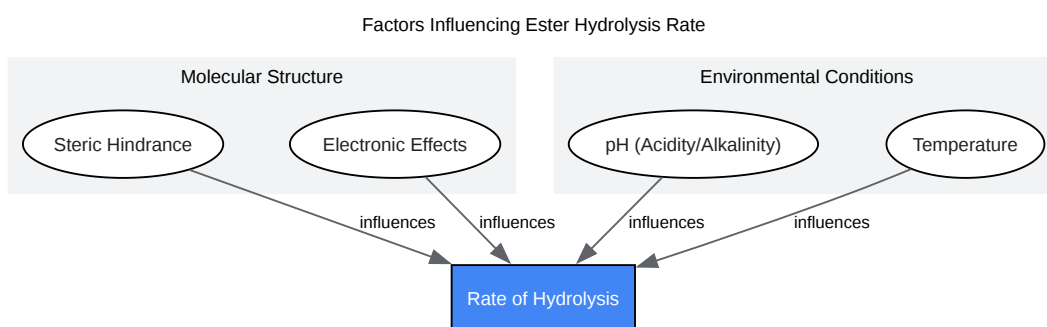 Factors Influencing Ester Hydrolysis Rate
Molecular Structure
Environmental Conditions
Steric Hindrance
Electronic Effects
pH (Acidity/Alkalinity)
Temperature
influences
influences
influences
influences
Rate of Hydrolysis